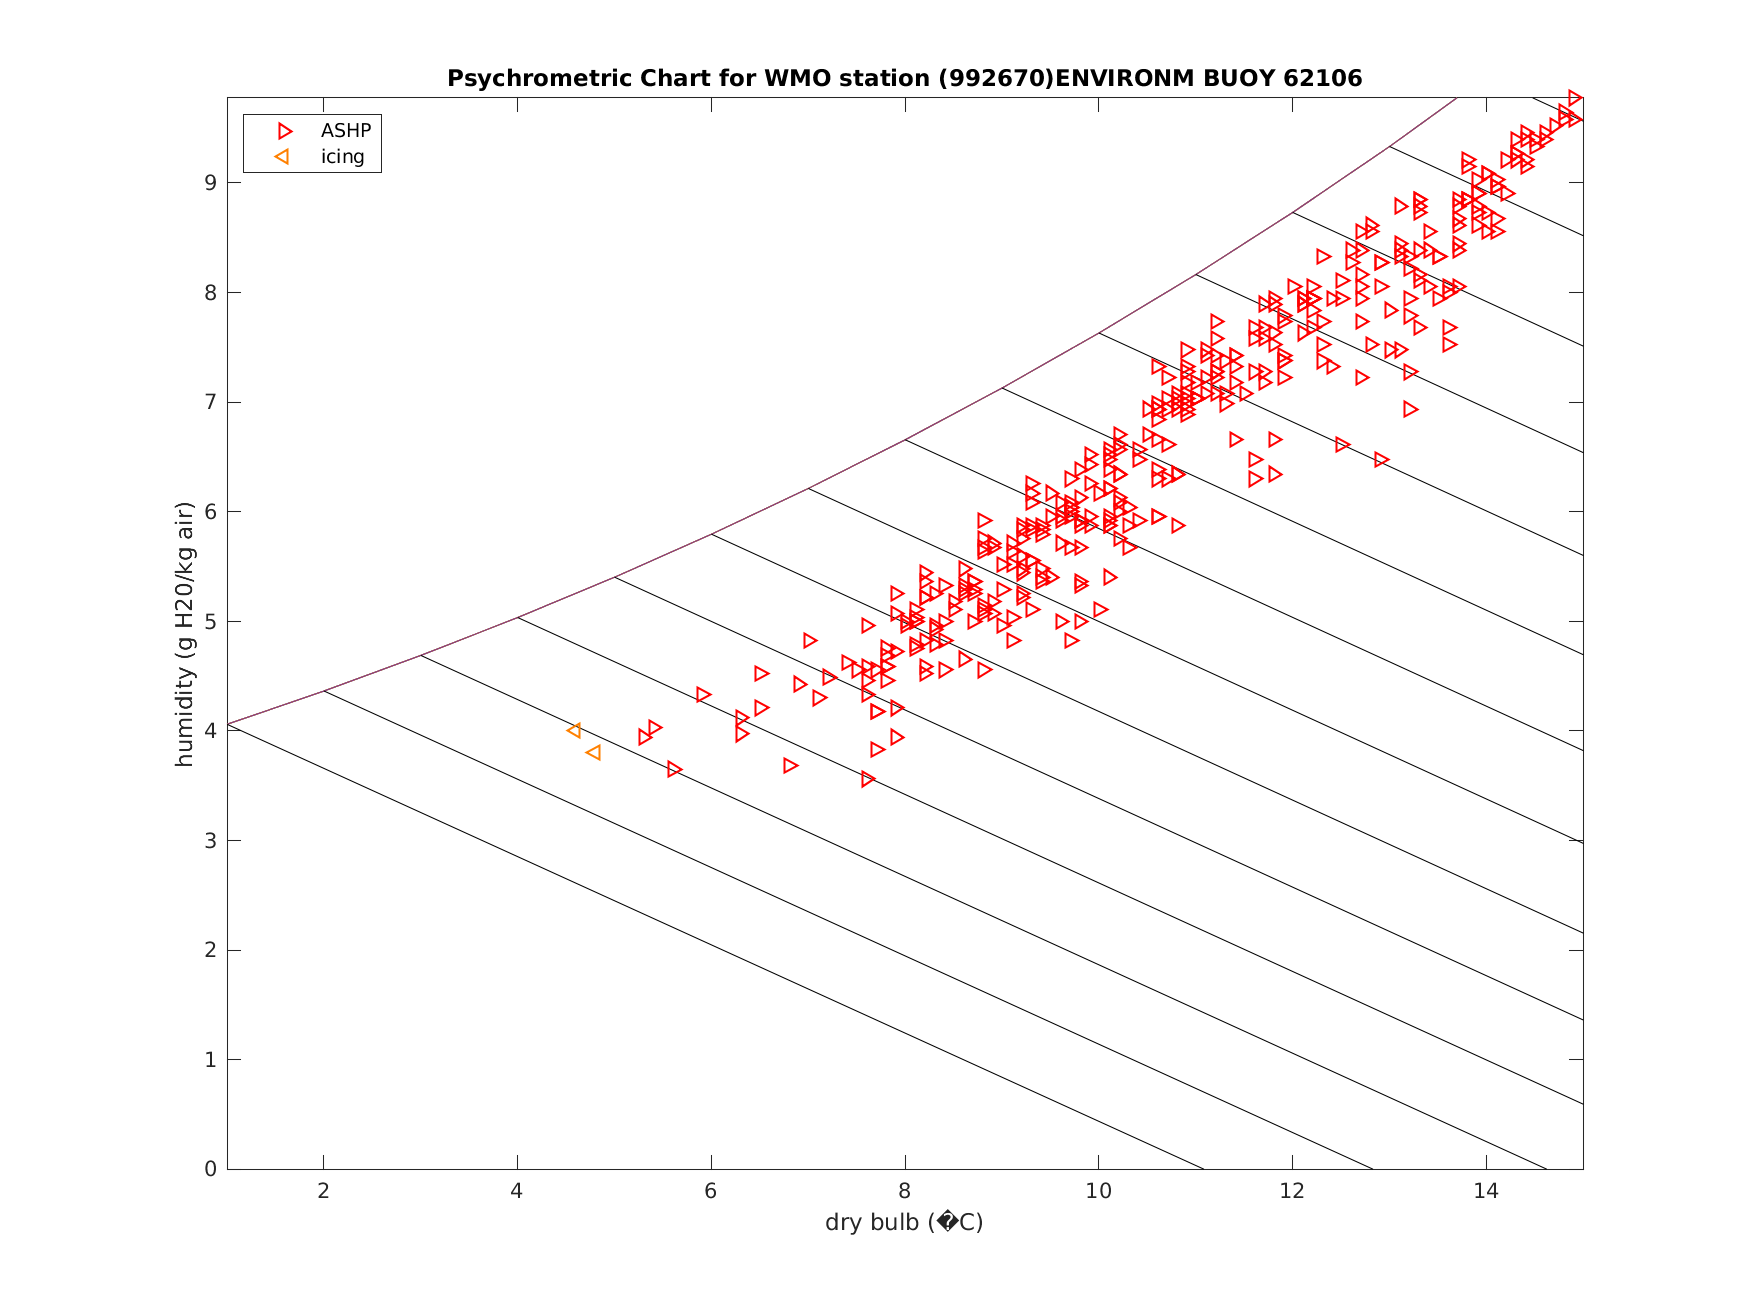 Psychrometric Chart for WMO station (992670)ENVIRONM BUOY 62106
ASHP
icing
humidity (g H20/kg air)
9
8
7
6
5
4
3
2
1
0
2 4 6 8 10 12 14
dry bulb (�C)